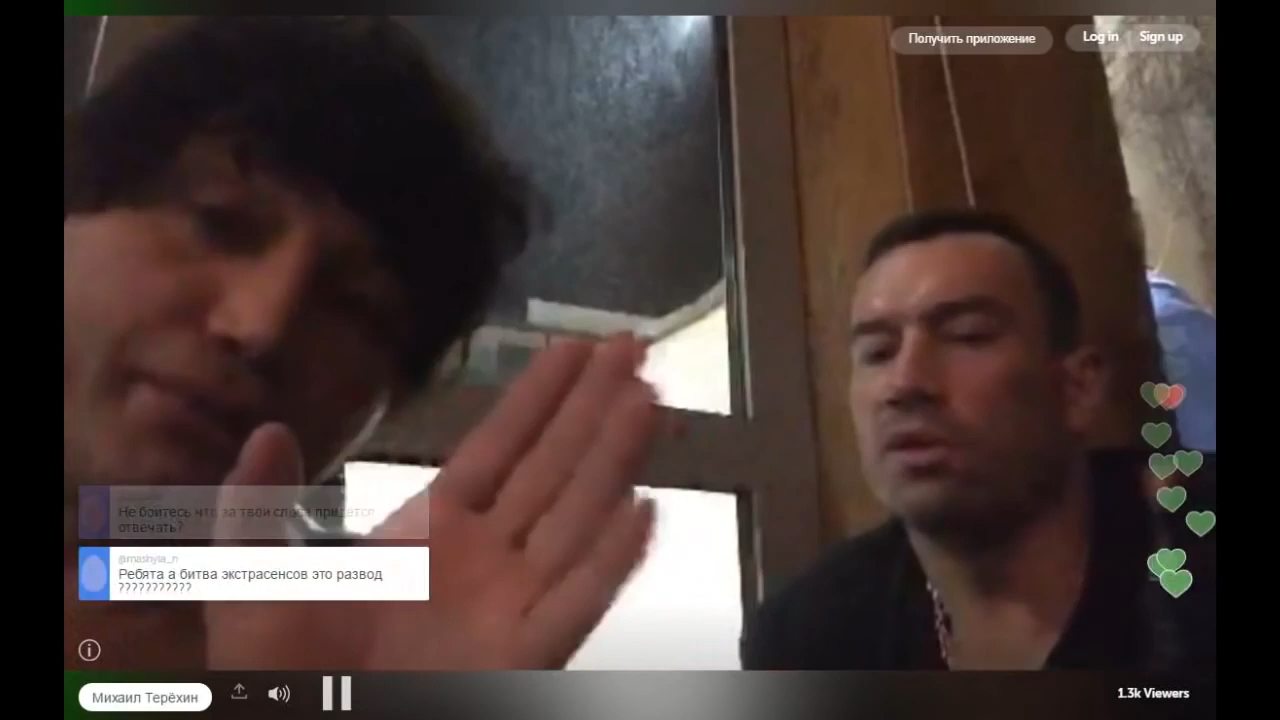 Получить приложение
Log in
Sign up
Не бойтесь что за твои слова придется
отвечать?
@mashyla_n
Ребята а битва экстрасенсов это развод
???????????
Михаил Терёхин
1.3k Viewers